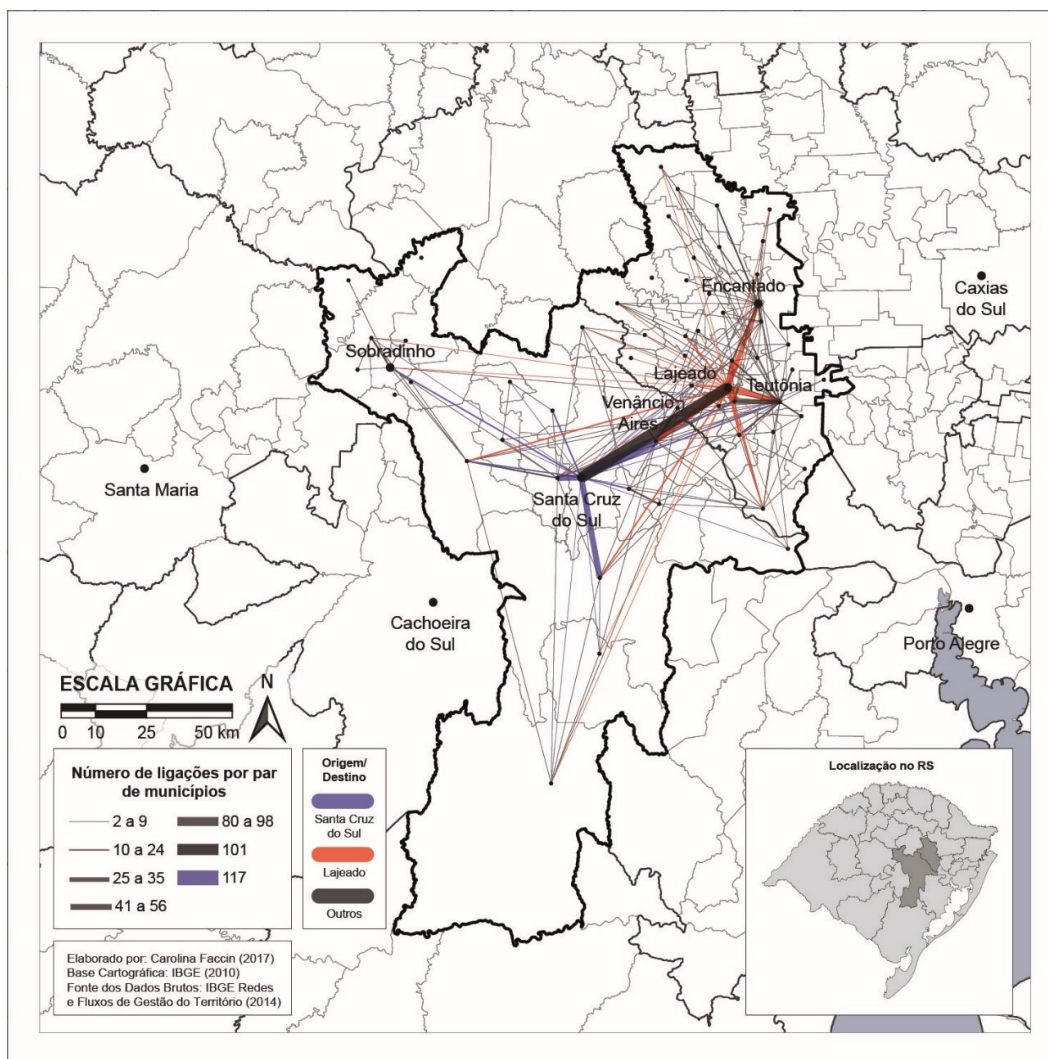 Encantado
Caxias
do Sul
Sobradinho
Lajeado
Teutônia
Venâncio
Aires
Santa Maria
Santa Cruz
do Sul
Cachoeira
do Sul
Porto Alegre
ESCALA GRÁFICA
N
0 10 25 50 km
Número de ligações por par
de municípios
2 a 9
80 a 98
10 a 24
101
25 a 35
117
41 a 56
Origem/
Destino
Santa Cruz
do Sul
Lajeado
Outros
Localização no RS
Elaborado por: Carolina Faccin (2017)
Base Cartográfica: IBGE (2010)
Fonte dos Dados Brutos: IBGE Redes
e Fluxos de Gestão do Território (2014)